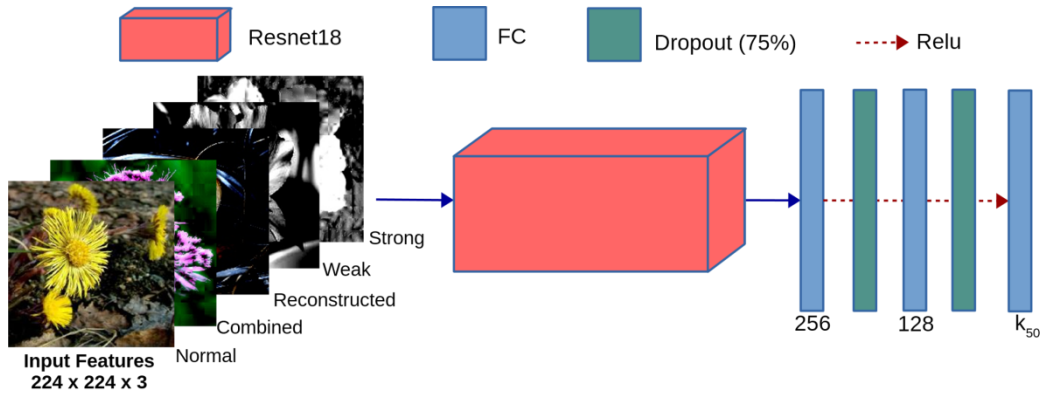 Resnet18
FC
Dropout (75%)
Relu
Strong
Weak
Reconstructed
Combined
Normal
Input Features
224 x 224 x 3
256
128
k50